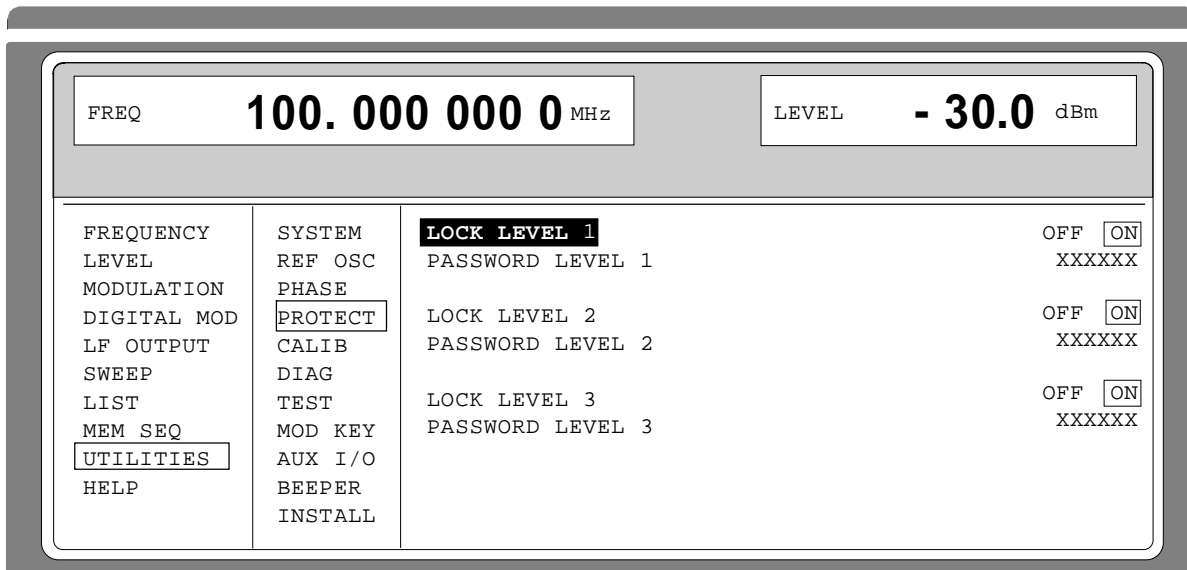 FREQ 100. 000 000 0 MHz LEVEL - 30.0 dBm
FREQUENCY
LEVEL
MODULATION
DIGITAL MOD
LF OUTPUT
SWEEP
LIST
MEM SEQ
UTILITIES
HELP
SYSTEM
REF OSC
PHASE
PROTECT
CALIB
DIAG
TEST
MOD KEY
AUX I/O
BEEPER
INSTALL
LOCK LEVEL 1 OFF ON
PASSWORD LEVEL 1 XXXXXX
LOCK LEVEL 2 OFF ON
PASSWORD LEVEL 2 XXXXXX
LOCK LEVEL 3 OFF ON
PASSWORD LEVEL 3 XXXXXX